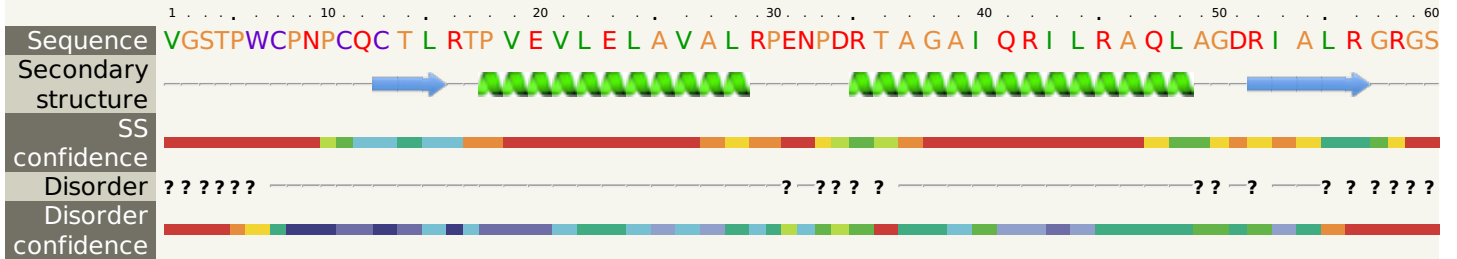 1 . . . . . . . . 10 . . . . . . . . . 20 . . . . . . . . . 30 . . . . . . . . . 40 . . . . . . . . . 50 . . . . . . . . . 60
Sequence VGSTPWCPNPCQCTLRTPVEVLELAVALRPENPDRTAGAIQRILRAQLAGDRIALRGRGS
Secondary
structure
SS
confidence
Disorder ? ? ? ? ? ? ? ? ? ? ? ? ? ? ? ? ? ? ? ?
Disorder
confidence